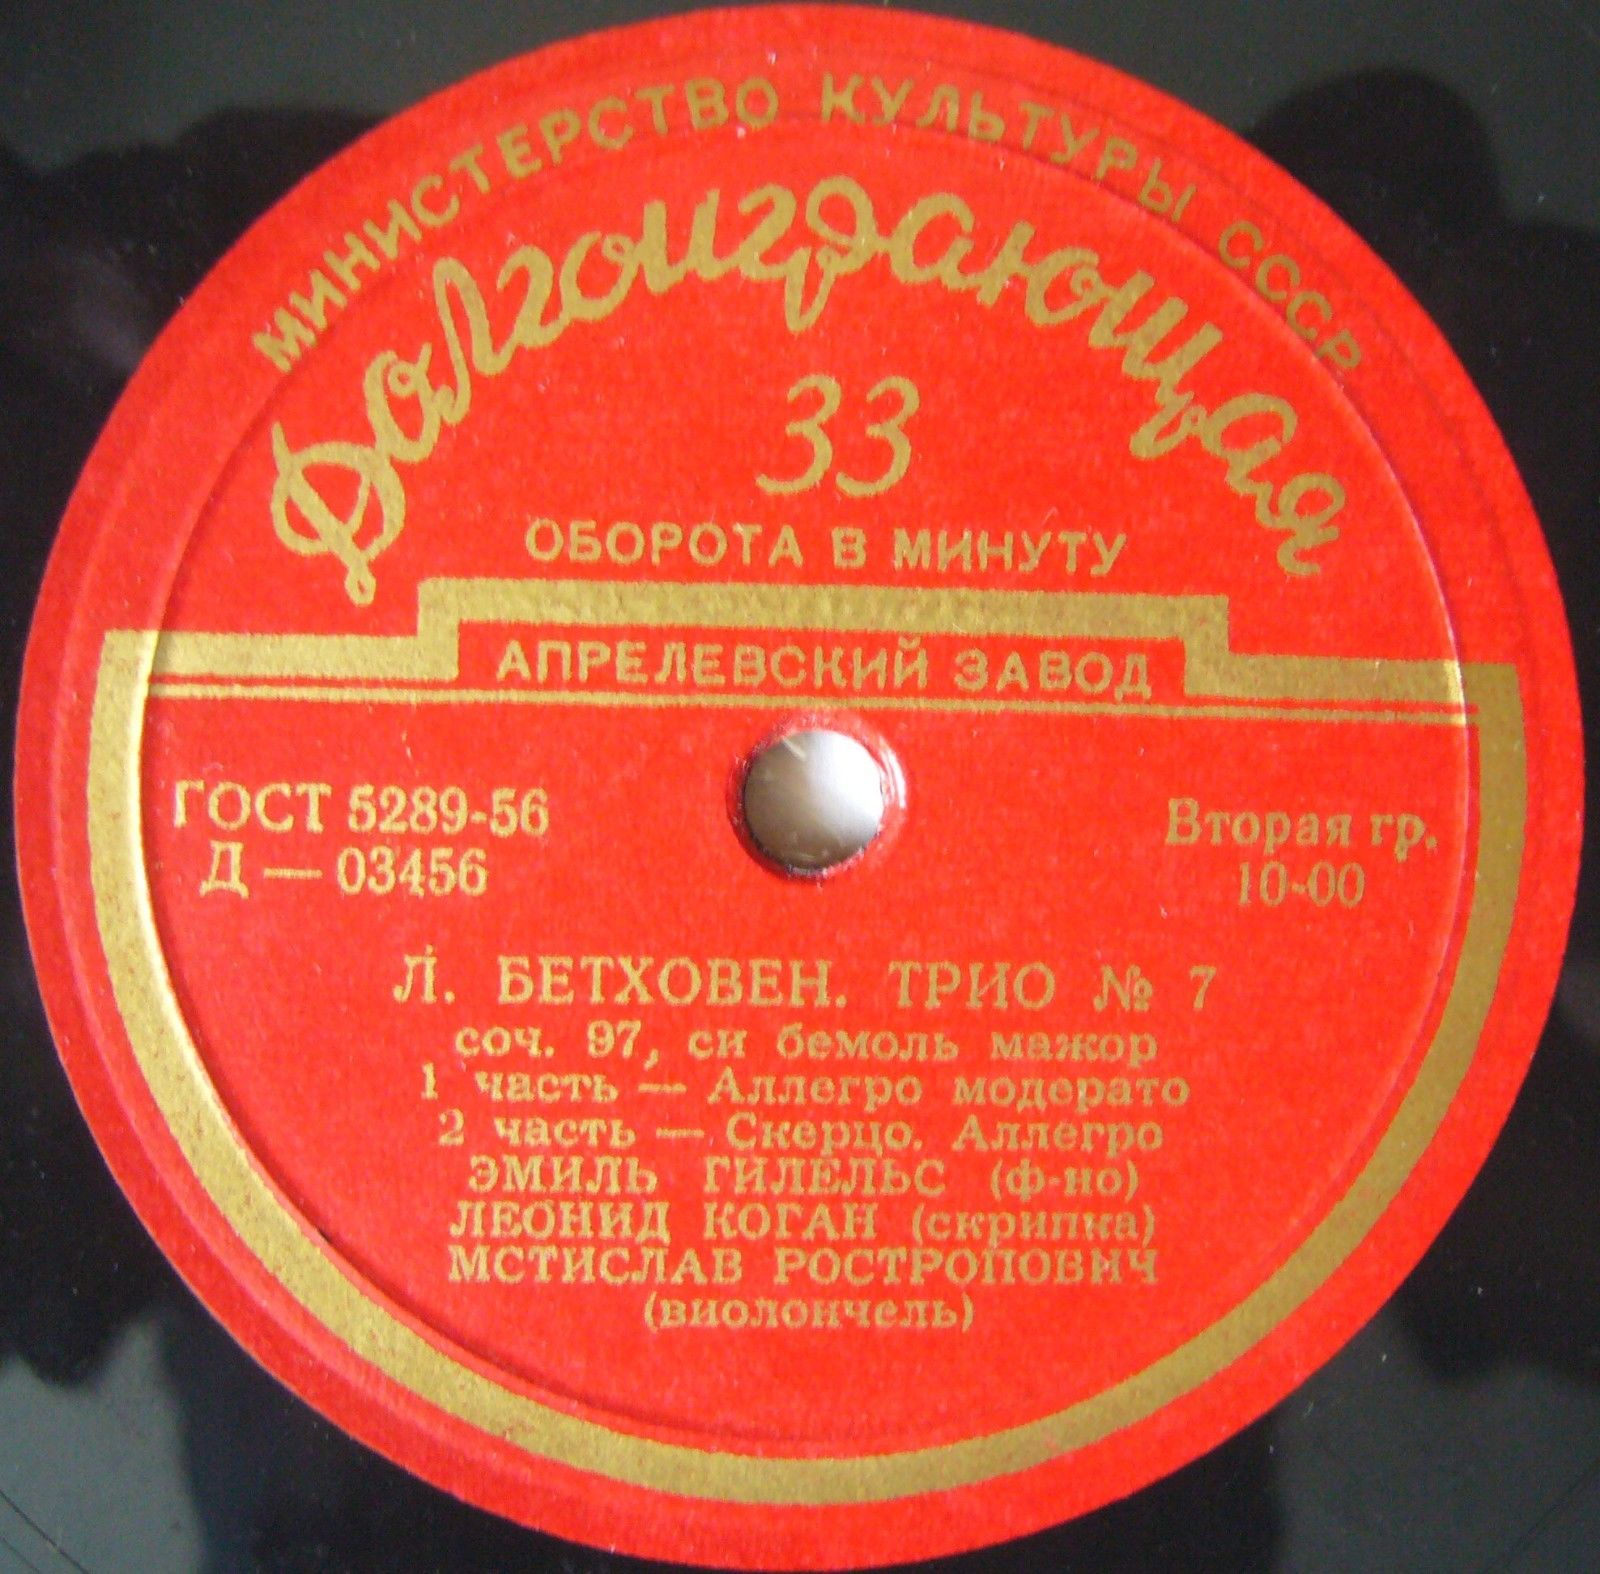 МИНИСТЕРСТВО КУЛЬТУРЫ СССР
Долгоиграющая
33
ОБОРОТА В МИНУТУ
АПРЕЛЕВСКИЙ ЗАВОД
ГОСТ 5289-56
Д — 03456
Вторая гр.
10-00
Л. БЕТХОВЕН. ТРИО № 7
соч. 97, си бемоль мажор
1 часть — Аллегро модерато
2 часть — Скерцо. Аллегро
ЭМИЛЬ ГИЛЕЛЬС (ф-но)
ЛЕОНИД КОГАН (скрипка)
МСТИСЛАВ РОСТРОПОВИЧ
(виолончель)